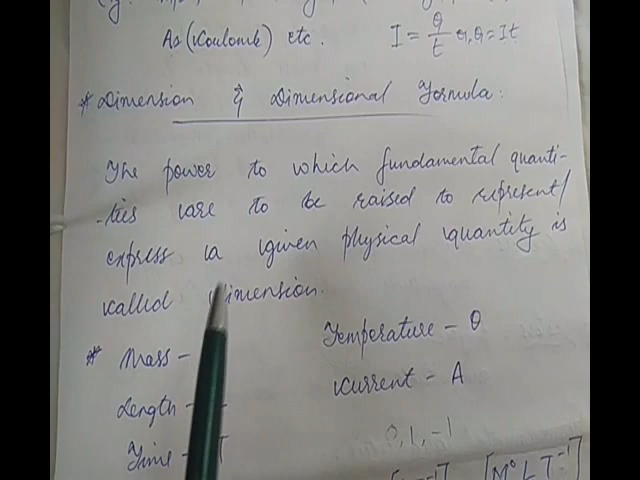 As (Coulomb) etc. I = Q/t or, Q = It
* Dimension & Dimensional Formula:
The power to which fundamental quanti-
-ties are to be raised to represent/
express a given physical quantity is
called dimension.
* Mass -
Temperature - θ
Current - A
Length -
Time - T
0, 1, -1
[M⁰ L T⁻¹]